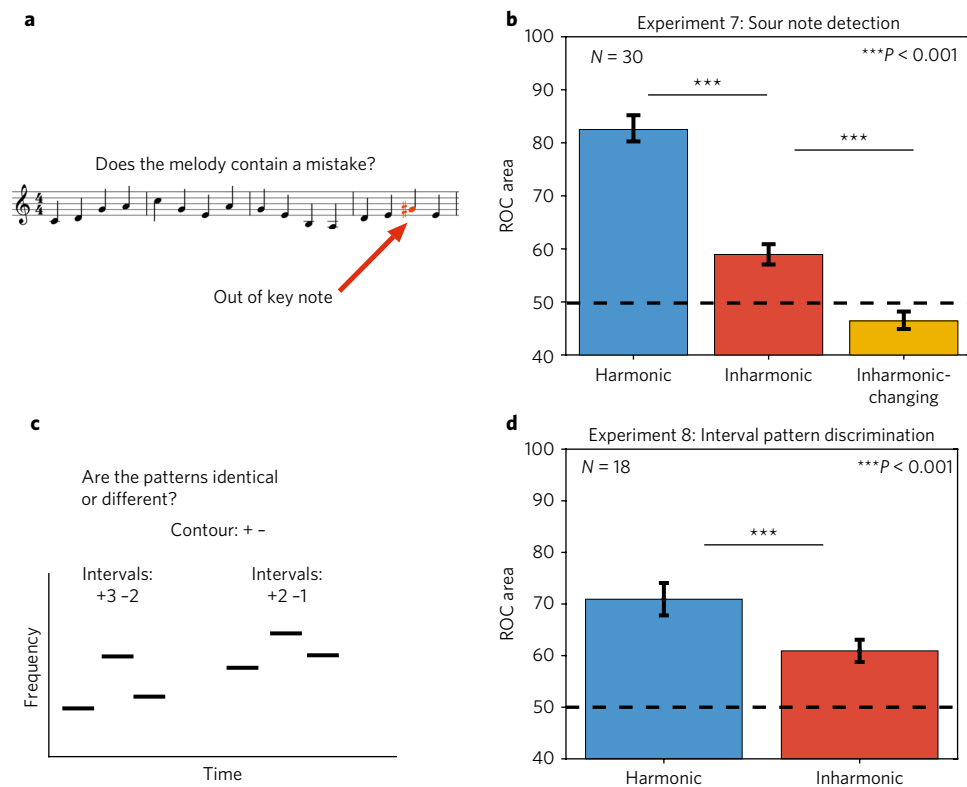 a
Does the melody contain a mistake?
4
4
Out of key note
b
Experiment 7: Sour note detection
N = 30
***P < 0.001
***
***
ROC area
100
90
80
70
60
50
40
Harmonic
Inharmonic
Inharmonic-
changing
c
Are the patterns identical
or different?
Contour: + –
Intervals:
+3 –2
Intervals:
+2 –1
Frequency
Time
d
Experiment 8: Interval pattern discrimination
N = 18
***P < 0.001
***
ROC area
100
90
80
70
60
50
40
Harmonic
Inharmonic